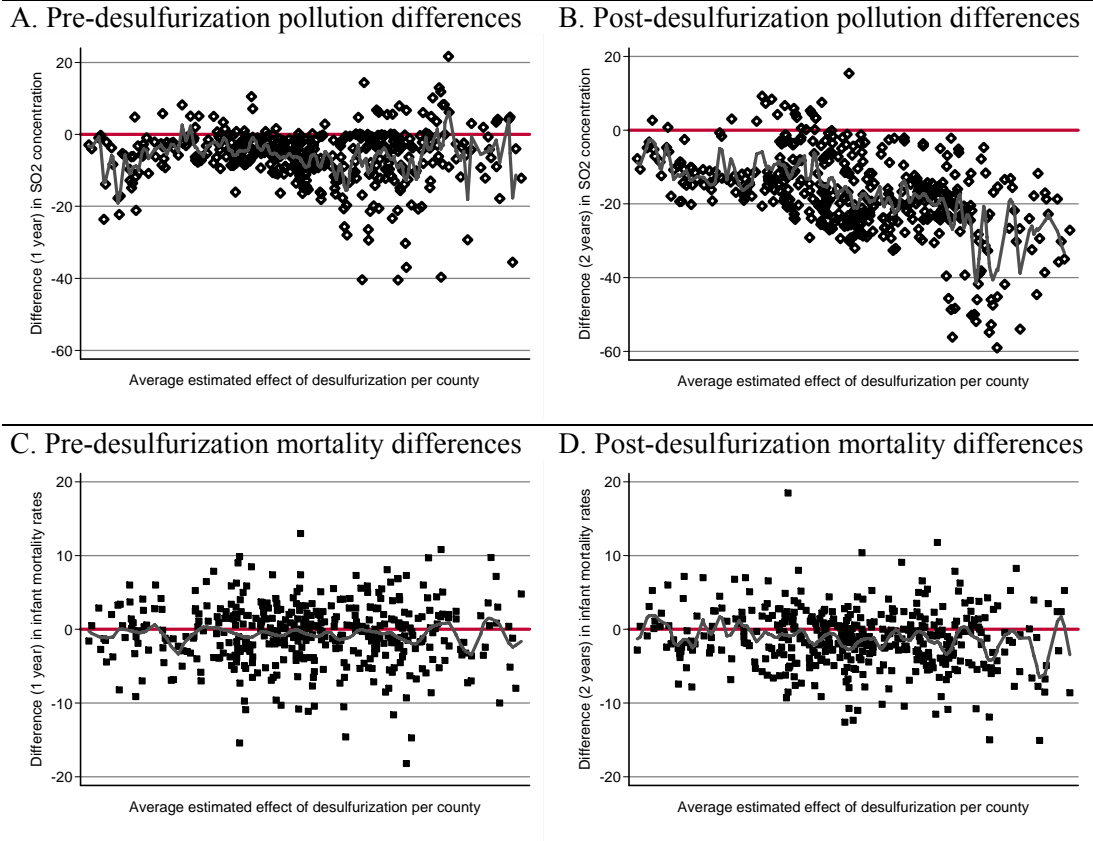 A. Pre-desulfurization pollution differences
Difference (1 year) in SO2 concentration
20
0
-20
-40
-60
Average estimated effect of desulfurization per county
B. Post-desulfurization pollution differences
Difference (2 years) in SO2 concentration
20
0
-20
-40
-60
Average estimated effect of desulfurization per county
C. Pre-desulfurization mortality differences
Difference (1 year) in infant mortality rates
20
10
0
-10
-20
Average estimated effect of desulfurization per county
D. Post-desulfurization mortality differences
Difference (2 years) in infant mortality rates
20
10
0
-10
-20
Average estimated effect of desulfurization per county